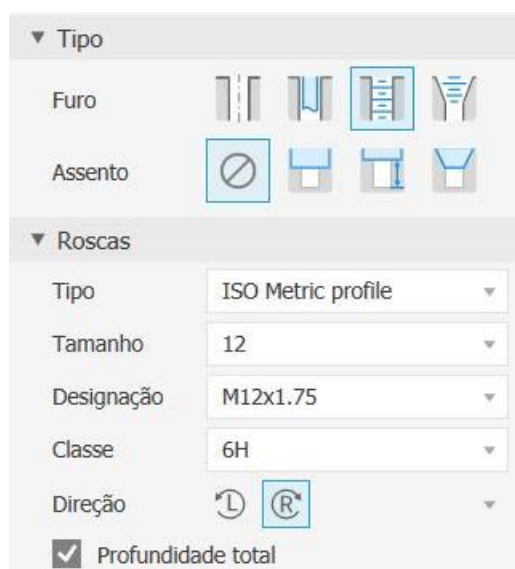 Tipo
Furo
Assento
Roscas
Tipo ISO Metric profile
Tamanho 12
Designação M12x1.75
Classe 6H
Direção L R
Profundidade total